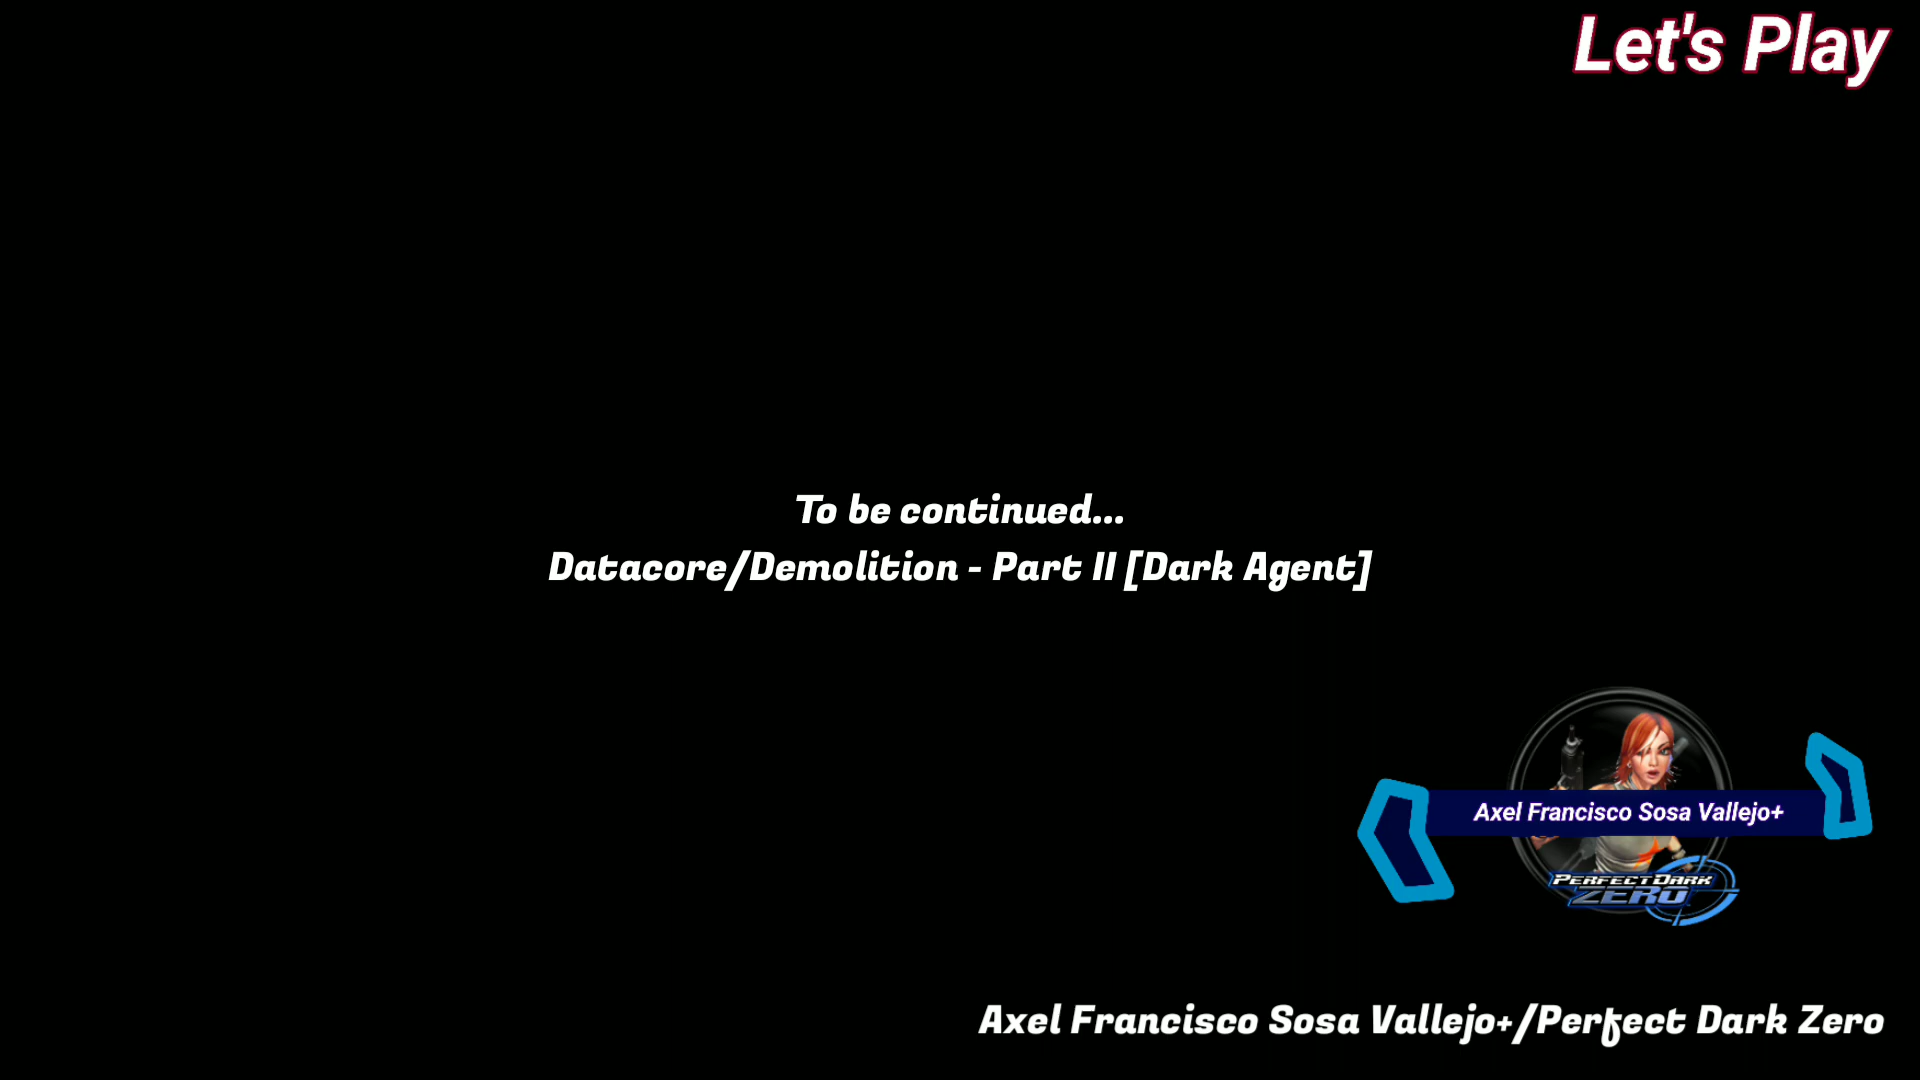 Let's Play
To be continued...
Datacore/Demolition - Part II [Dark Agent]
Axel Francisco Sosa Vallejo+
PERFECT DARK
ZERO
Axel Francisco Sosa Vallejo+/Perfect Dark Zero